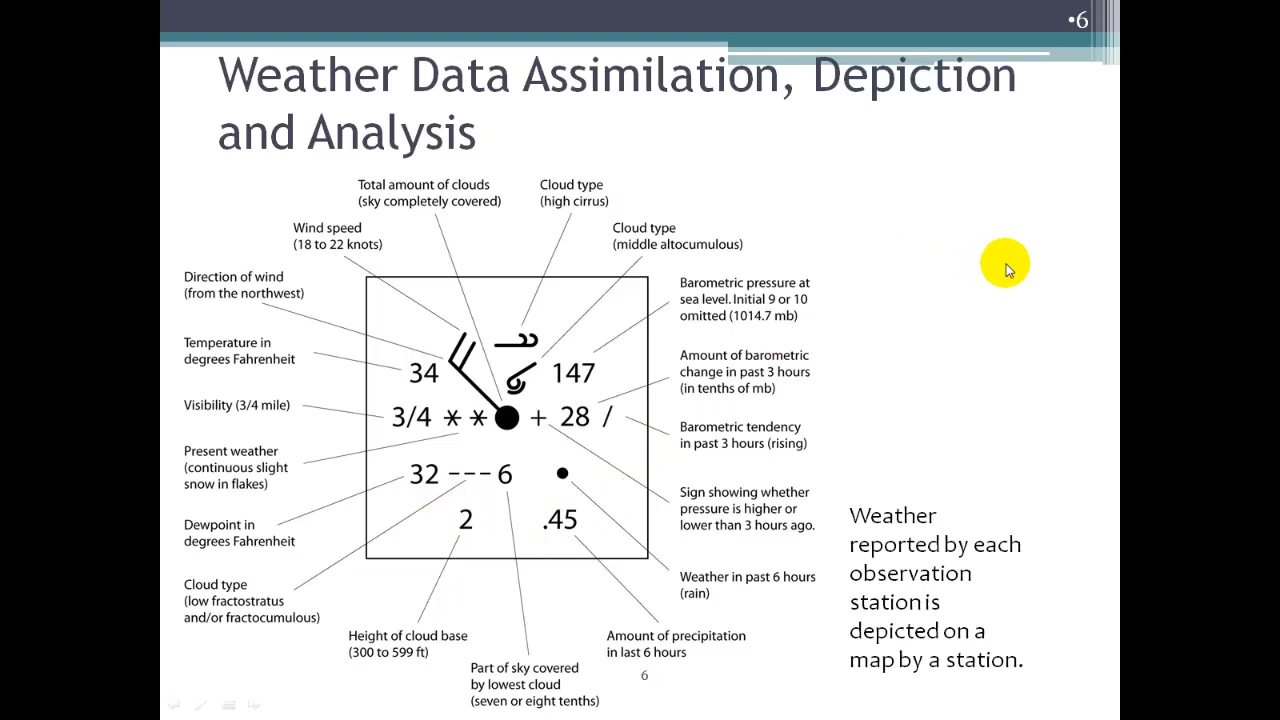 •6
Weather Data Assimilation, Depiction
and Analysis
Total amount of clouds
(sky completely covered)
Cloud type
(high cirrus)
Wind speed
(18 to 22 knots)
Cloud type
(middle altocumulous)
Direction of wind
(from the northwest)
Barometric pressure at
sea level. Initial 9 or 10
omitted (1014.7 mb)
Temperature in
degrees Fahrenheit
34
147
Amount of barometric
change in past 3 hours
(in tenths of mb)
Visibility (3/4 mile)
3/4 ** + 28 /
Barometric tendency
in past 3 hours (rising)
Present weather
(continuous slight
snow in flakes)
32 --- 6
Sign showing whether
pressure is higher or
lower than 3 hours ago.
Dewpoint in
degrees Fahrenheit
2
.45
Weather in past 6 hours
(rain)
Cloud type
(low fractostratus
and/or fractocumulous)
Height of cloud base
(300 to 599 ft)
Amount of precipitation
in last 6 hours
Part of sky covered
by lowest cloud
(seven or eight tenths)
6
Weather
reported by each
observation
station is
depicted on a
map by a station.